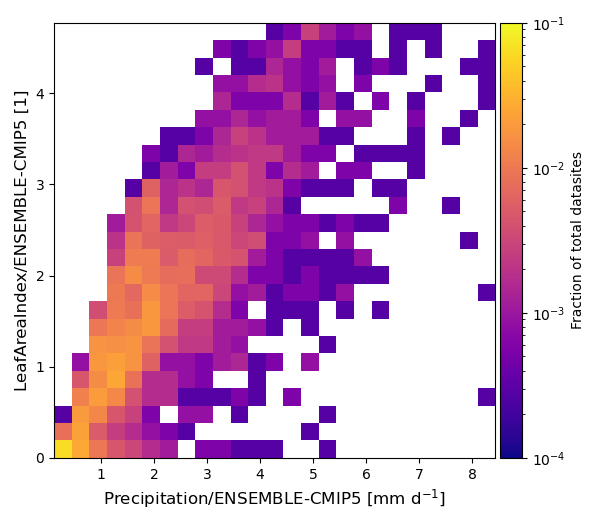 LeafAreaIndex/ENSEMBLE-CMIP5 [1]
4
3
2
1
0
1 2 3 4 5 6 7 8
Precipitation/ENSEMBLE-CMIP5 [mm d⁻¹]
10⁻¹
10⁻²
10⁻³
10⁻⁴
Fraction of total datasites